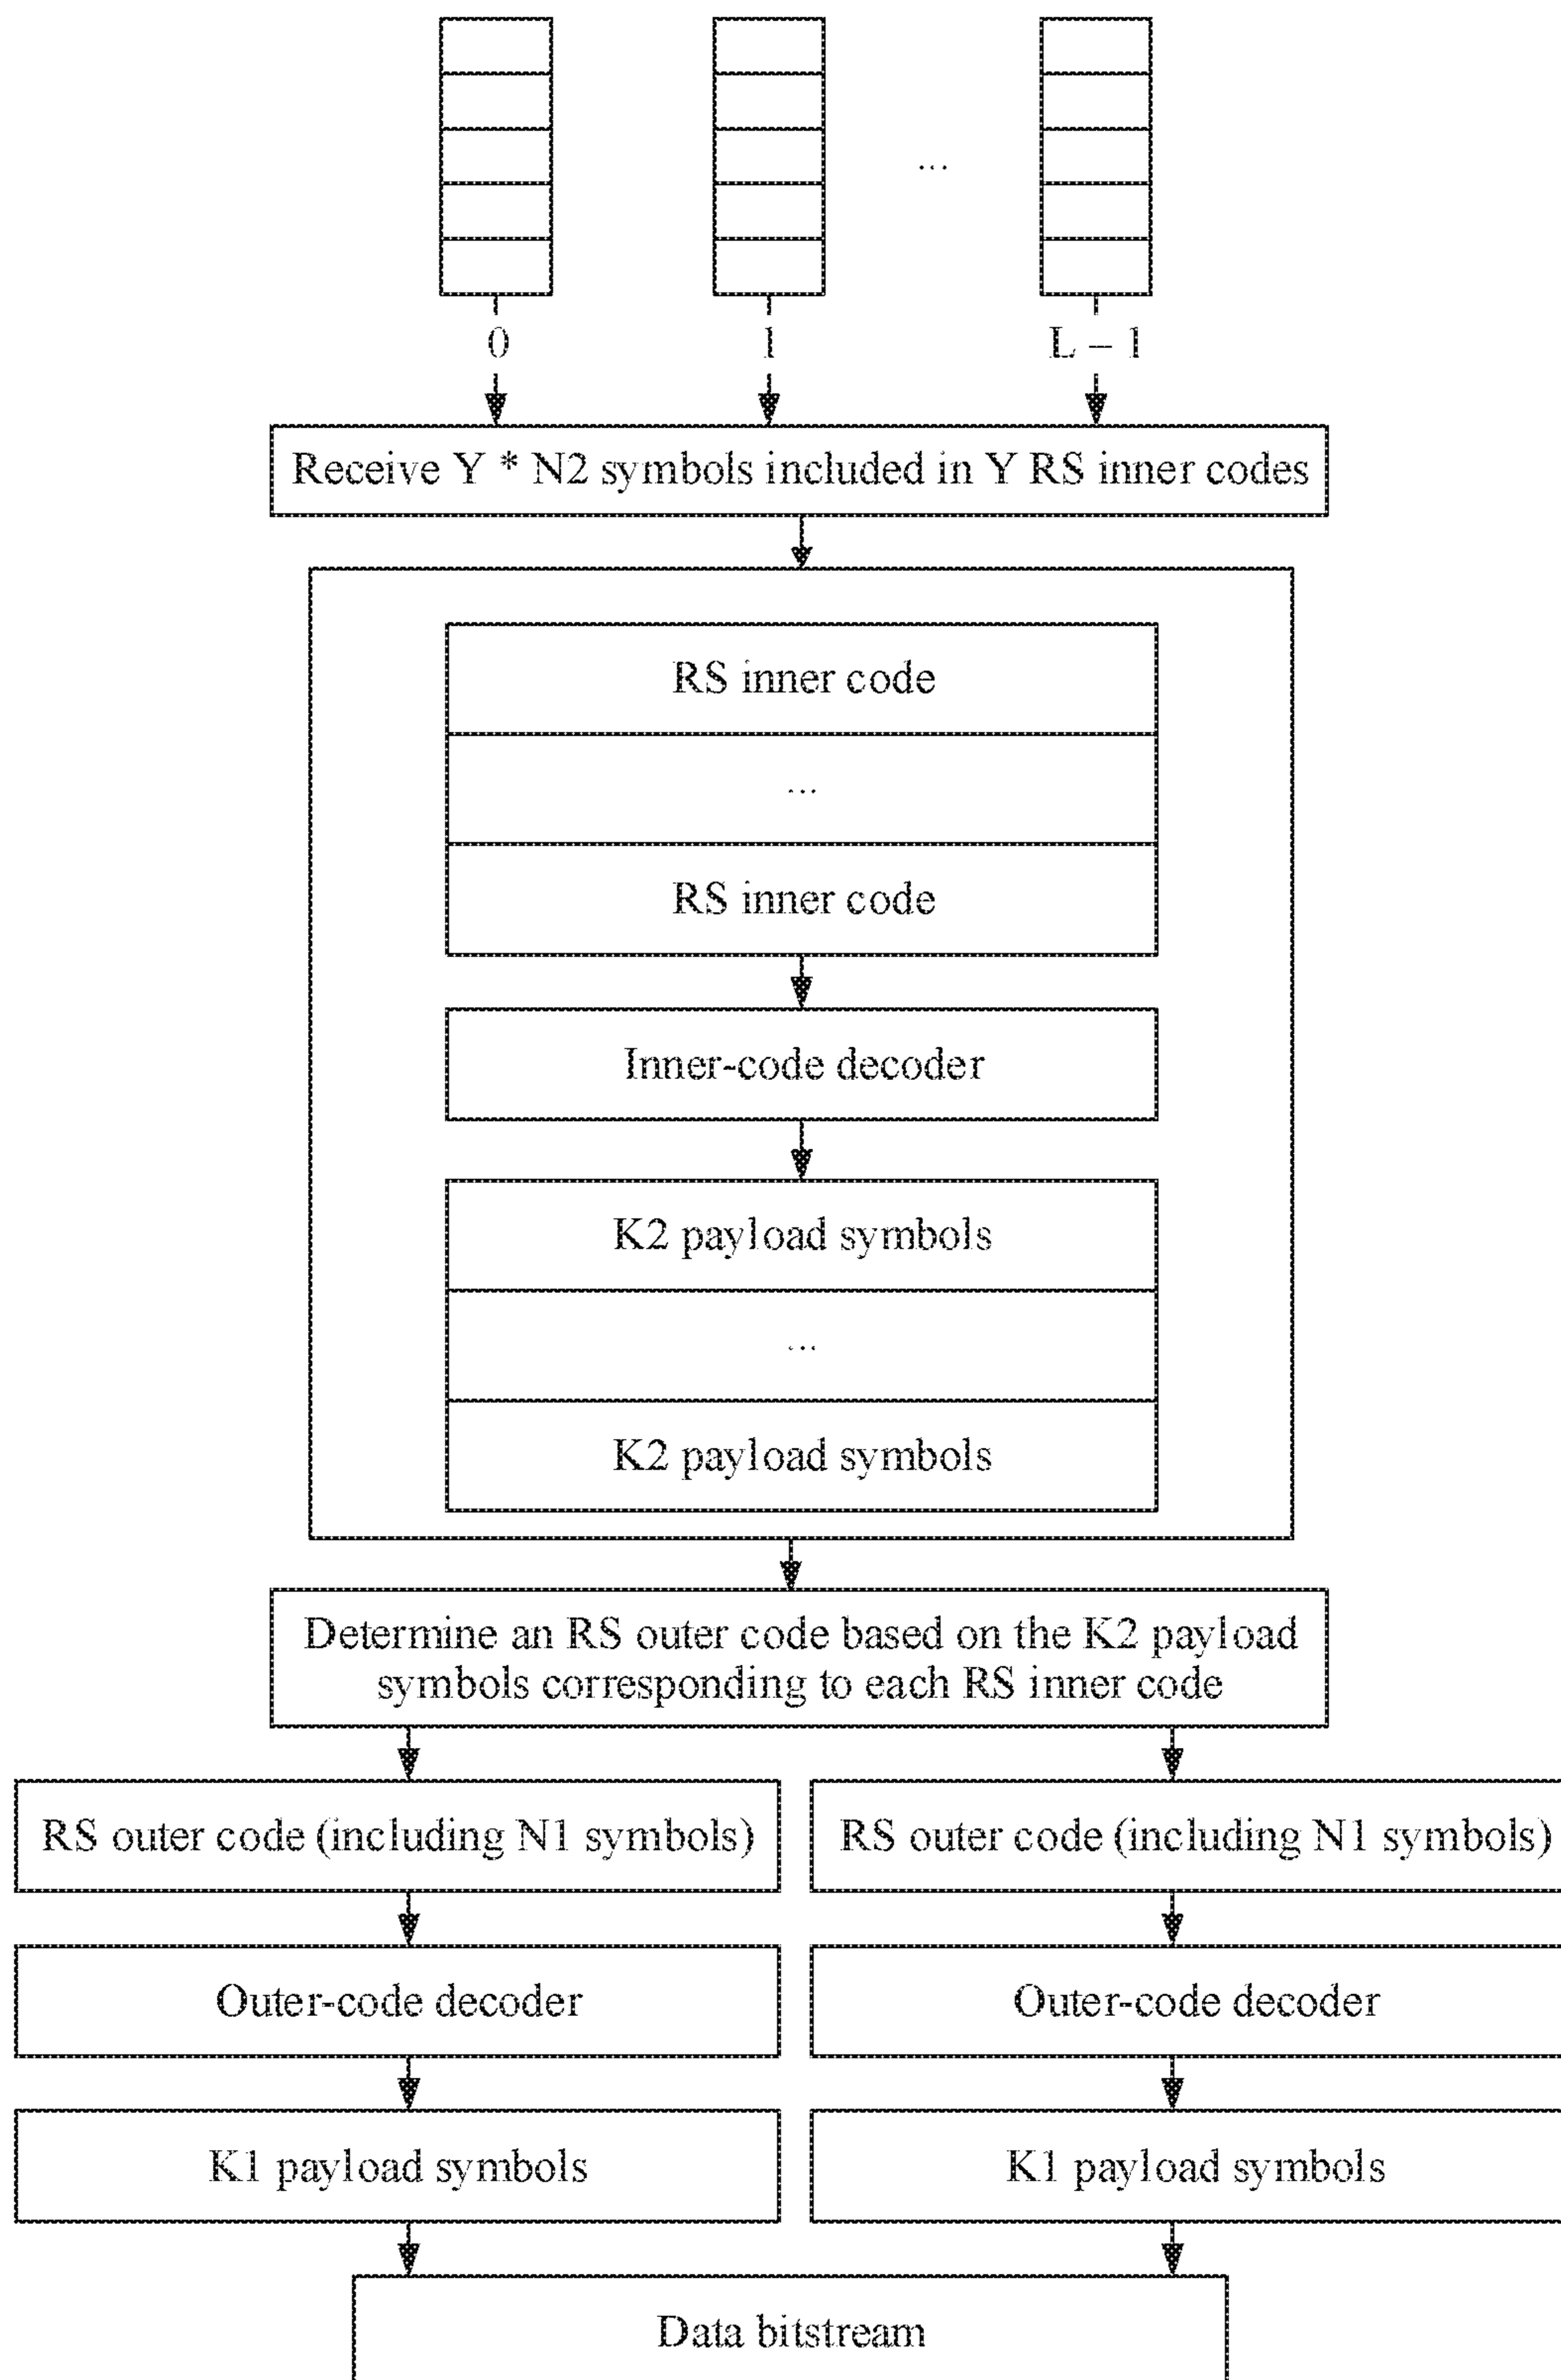 ...
0
1
L – 1
Receive Y * N2 symbols included in Y RS inner codes
RS inner code
...
RS inner code
Inner-code decoder
K2 payload symbols
...
K2 payload symbols
Determine an RS outer code based on the K2 payload
symbols corresponding to each RS inner code
RS outer code (including N1 symbols)
RS outer code (including N1 symbols)
Outer-code decoder
Outer-code decoder
K1 payload symbols
K1 payload symbols
Data bitstream